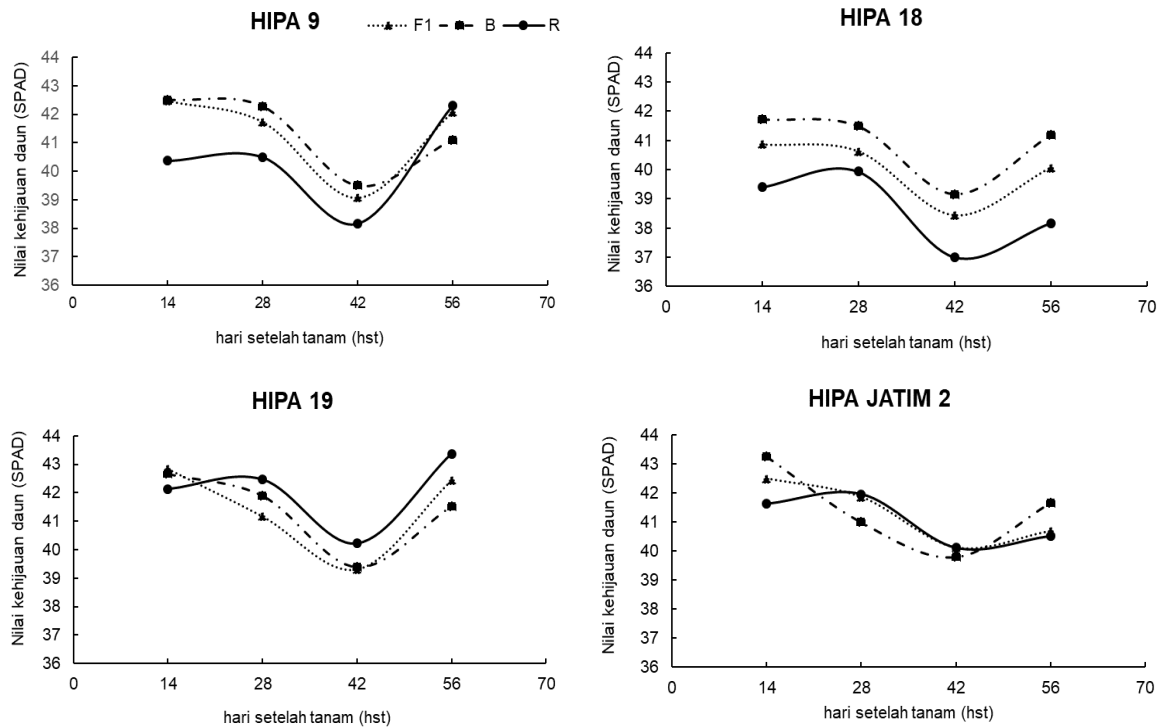 HIPA 9
F1 B R
Nilai kehijauan daun (SPAD)
44
43
42
41
40
39
38
37
36
0 14 28 42 56 70
hari setelah tanam (hst)
HIPA 18
Nilai kehijauan daun (SPAD)
44
43
42
41
40
39
38
37
36
0 14 28 42 56 70
hari setelah tanam (hst)
HIPA 19
Nilai kehijauan daun (SPAD)
44
43
42
41
40
39
38
37
36
0 14 28 42 56 70
hari setelah tanam (hst)
HIPA JATIM 2
Nilai kehijauan daun (SPAD)
44
43
42
41
40
39
38
37
36
0 14 28 42 56 70
hari setelah tanam (hst)